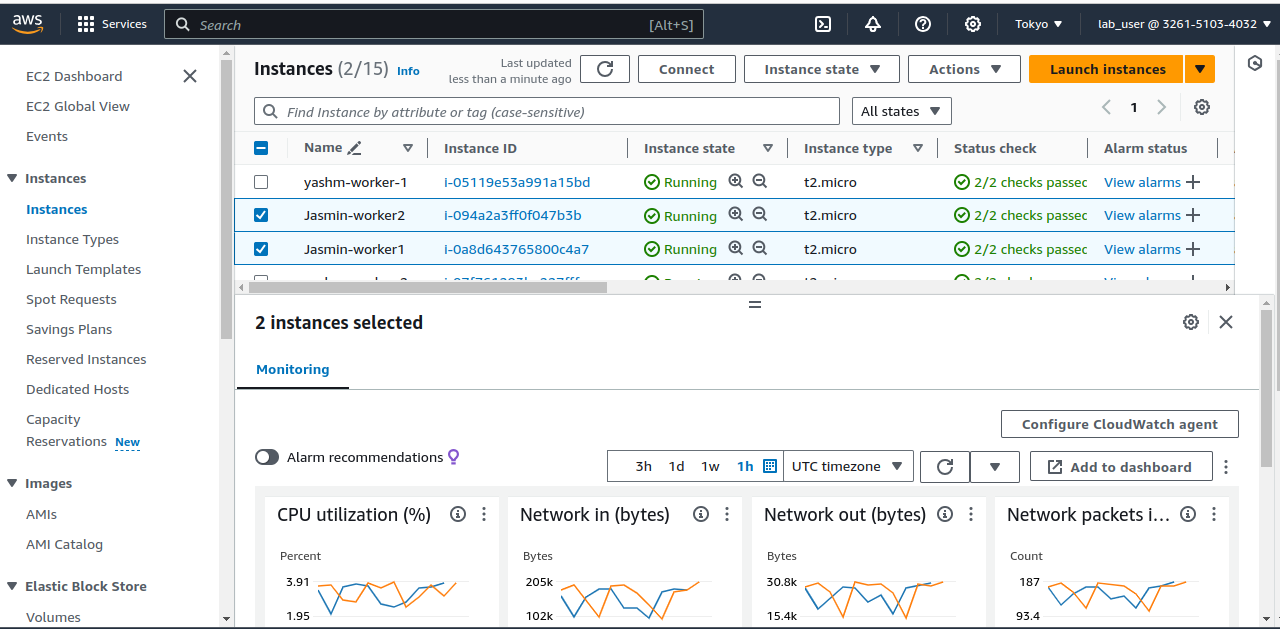 aws Services Search [Alt+S] Tokyo lab_user @ 3261-5103-4032
EC2 Dashboard
EC2 Global View
Events
Instances
Instances
Instance Types
Launch Templates
Spot Requests
Savings Plans
Reserved Instances
Dedicated Hosts
Capacity
Reservations New
Images
AMIs
AMI Catalog
Elastic Block Store
Volumes
Instances (2/15) Info
Last updated
less than a minute ago
Connect Instance state Actions Launch instances
Find Instance by attribute or tag (case-sensitive) All states 1
Name Instance ID Instance state Instance type Status check Alarm status
yashm-worker-1 i-05119e53a991a15bd Running t2.micro 2/2 checks passec View alarms
Jasmin-worker2 i-094a2a3ff0f047b3b Running t2.micro 2/2 checks passec View alarms
Jasmin-worker1 i-0a8d643765800c4a7 Running t2.micro 2/2 checks passec View alarms
2 instances selected
Monitoring
Configure CloudWatch agent
Alarm recommendations 3h 1d 1w 1h UTC timezone Add to dashboard
CPU utilization (%) Network in (bytes) Network out (bytes) Network packets i...
Percent Bytes Bytes Count
3.91 205k 30.8k 187
1.95 102k 15.4k 93.4